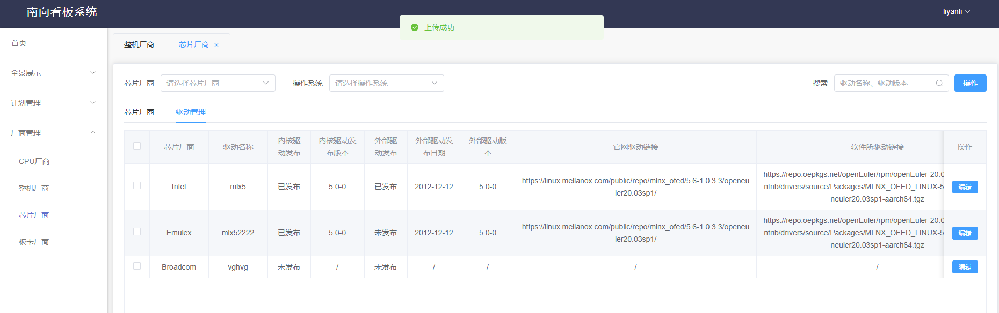 南向看板系统
liyanli
上传成功
首页
全景展示
计划管理
厂商管理
CPU厂商
整机厂商
芯片厂商
板卡厂商
整机厂商
芯片厂商
芯片厂商
请选择芯片厂商
操作系统
请选择操作系统
搜索
驱动名称、驱动版本
操作
芯片厂商
驱动管理
芯片厂商
驱动名称
内核驱
动发布
内核驱动发
布版本
外部驱
动发布
外部驱动发
布日期
外部驱动版
本
官网驱动链接
软件所驱动链接
操作
Intel
mlx5
已发布
5.0-0
已发布
2012-12-12
5.0-0
https://linux.mellanox.com/public/repo/mlnx_ofed/5.6-1.0.3.3/openeu
ler20.03sp1/
https://repo.oepkgs.net/openEuler/rpm/openEuler-20.0
ntrib/drivers/source/Packages/MLNX_OFED_LINUX-5
neuler20.03sp1-aarch64.tgz
编辑
Emulex
mlx52222
已发布
5.0-0
未发布
2012-12-12
5.0-0
https://linux.mellanox.com/public/repo/mlnx_ofed/5.6-1.0.3.3/openeu
ler20.03sp1/
https://repo.oepkgs.net/openEuler/rpm/openEuler-20.0
ntrib/drivers/source/Packages/MLNX_OFED_LINUX-5
neuler20.03sp1-aarch64.tgz
编辑
Broadcom
vghvg
未发布
/
未发布
/
/
/
/
编辑